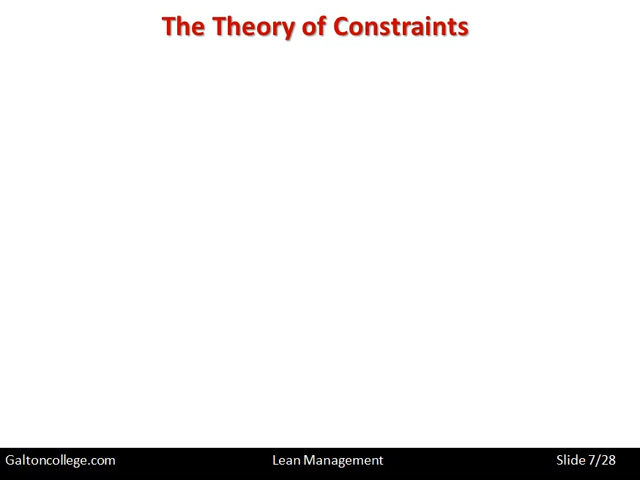 The Theory of Constraints
Galtoncollege.com
Lean Management
Slide 7/28